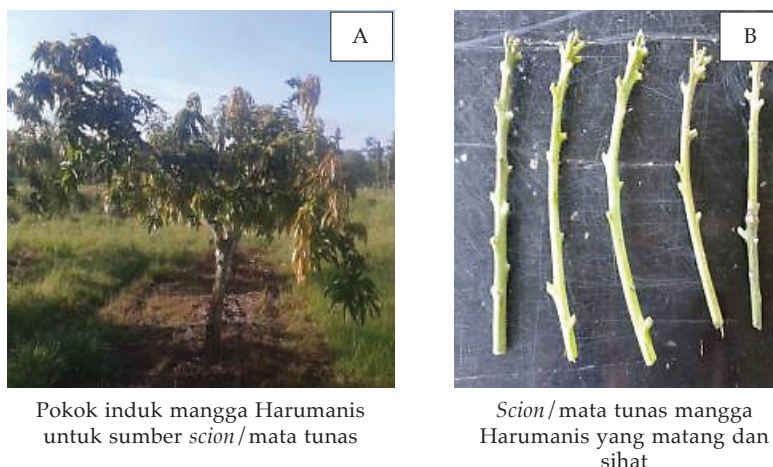 A
B
Pokok induk mangga Harumanis
untuk sumber scion/mata tunas
Scion/mata tunas mangga
Harumanis yang matang dan
sihat